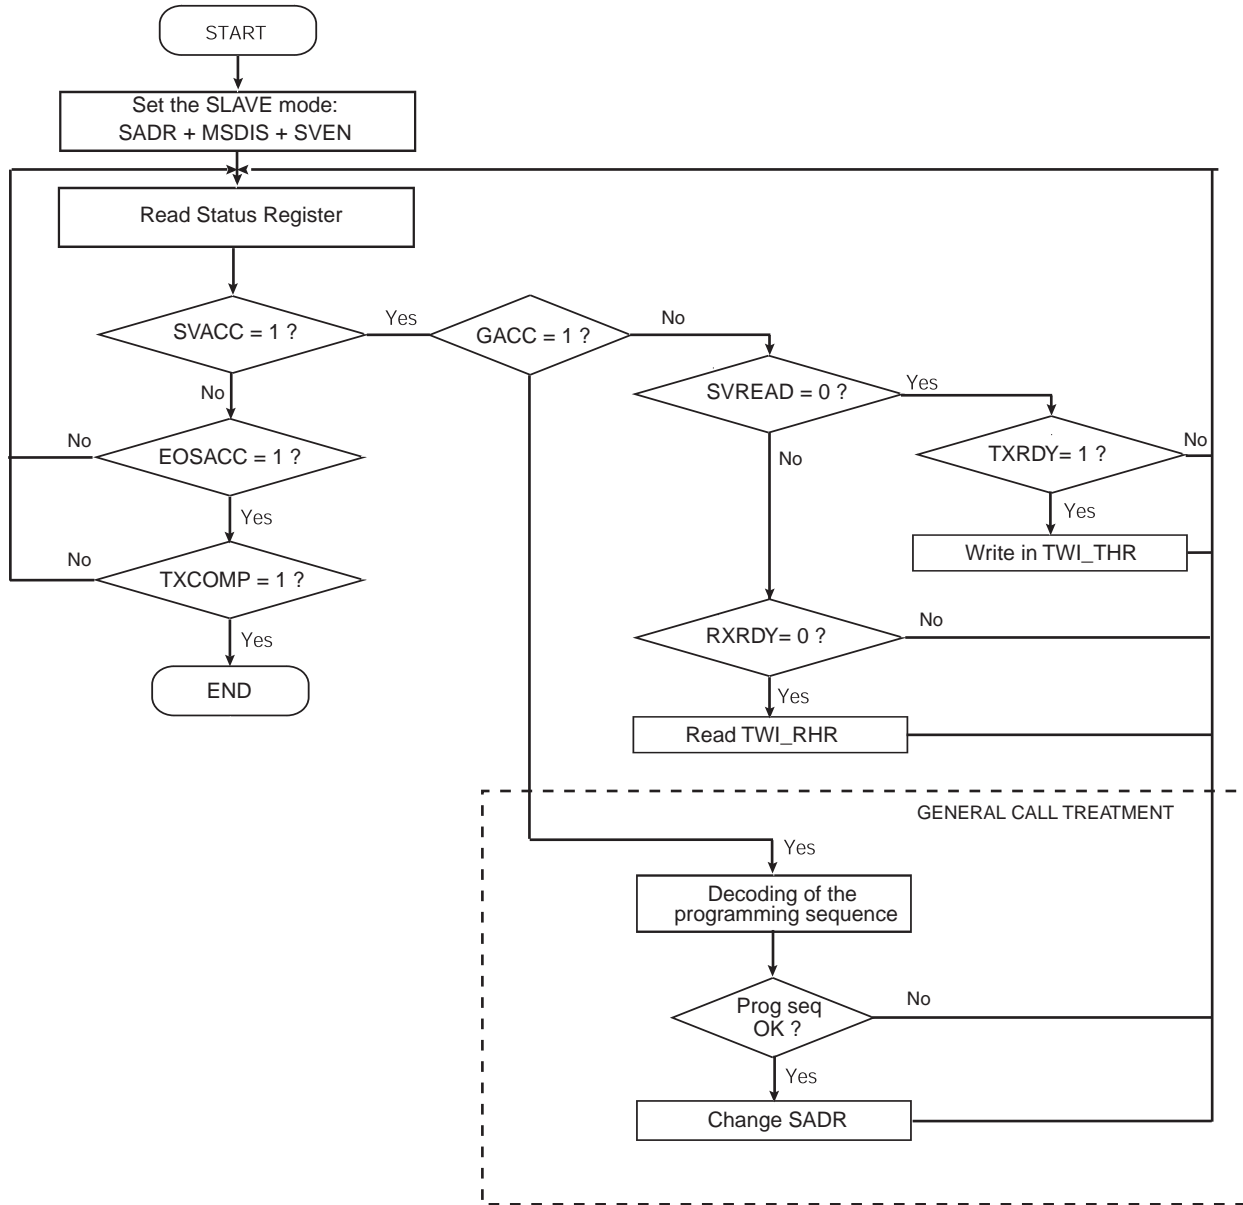 START
Set the SLAVE mode:
SADR + MSDIS + SVEN
Read Status Register
SVACC = 1 ?
Yes
GACC = 1 ?
No
No
SVREAD = 0 ?
Yes
EOSACC = 1 ?
No
No
TXRDY= 1 ?
No
Yes
Yes
Write in TWI_THR
TXCOMP = 1 ?
No
Yes
END
RXRDY= 0 ?
No
Yes
Read TWI_RHR
GENERAL CALL TREATMENT
Yes
Decoding of the
programming sequence
Prog seq
OK ?
No
Yes
Change SADR